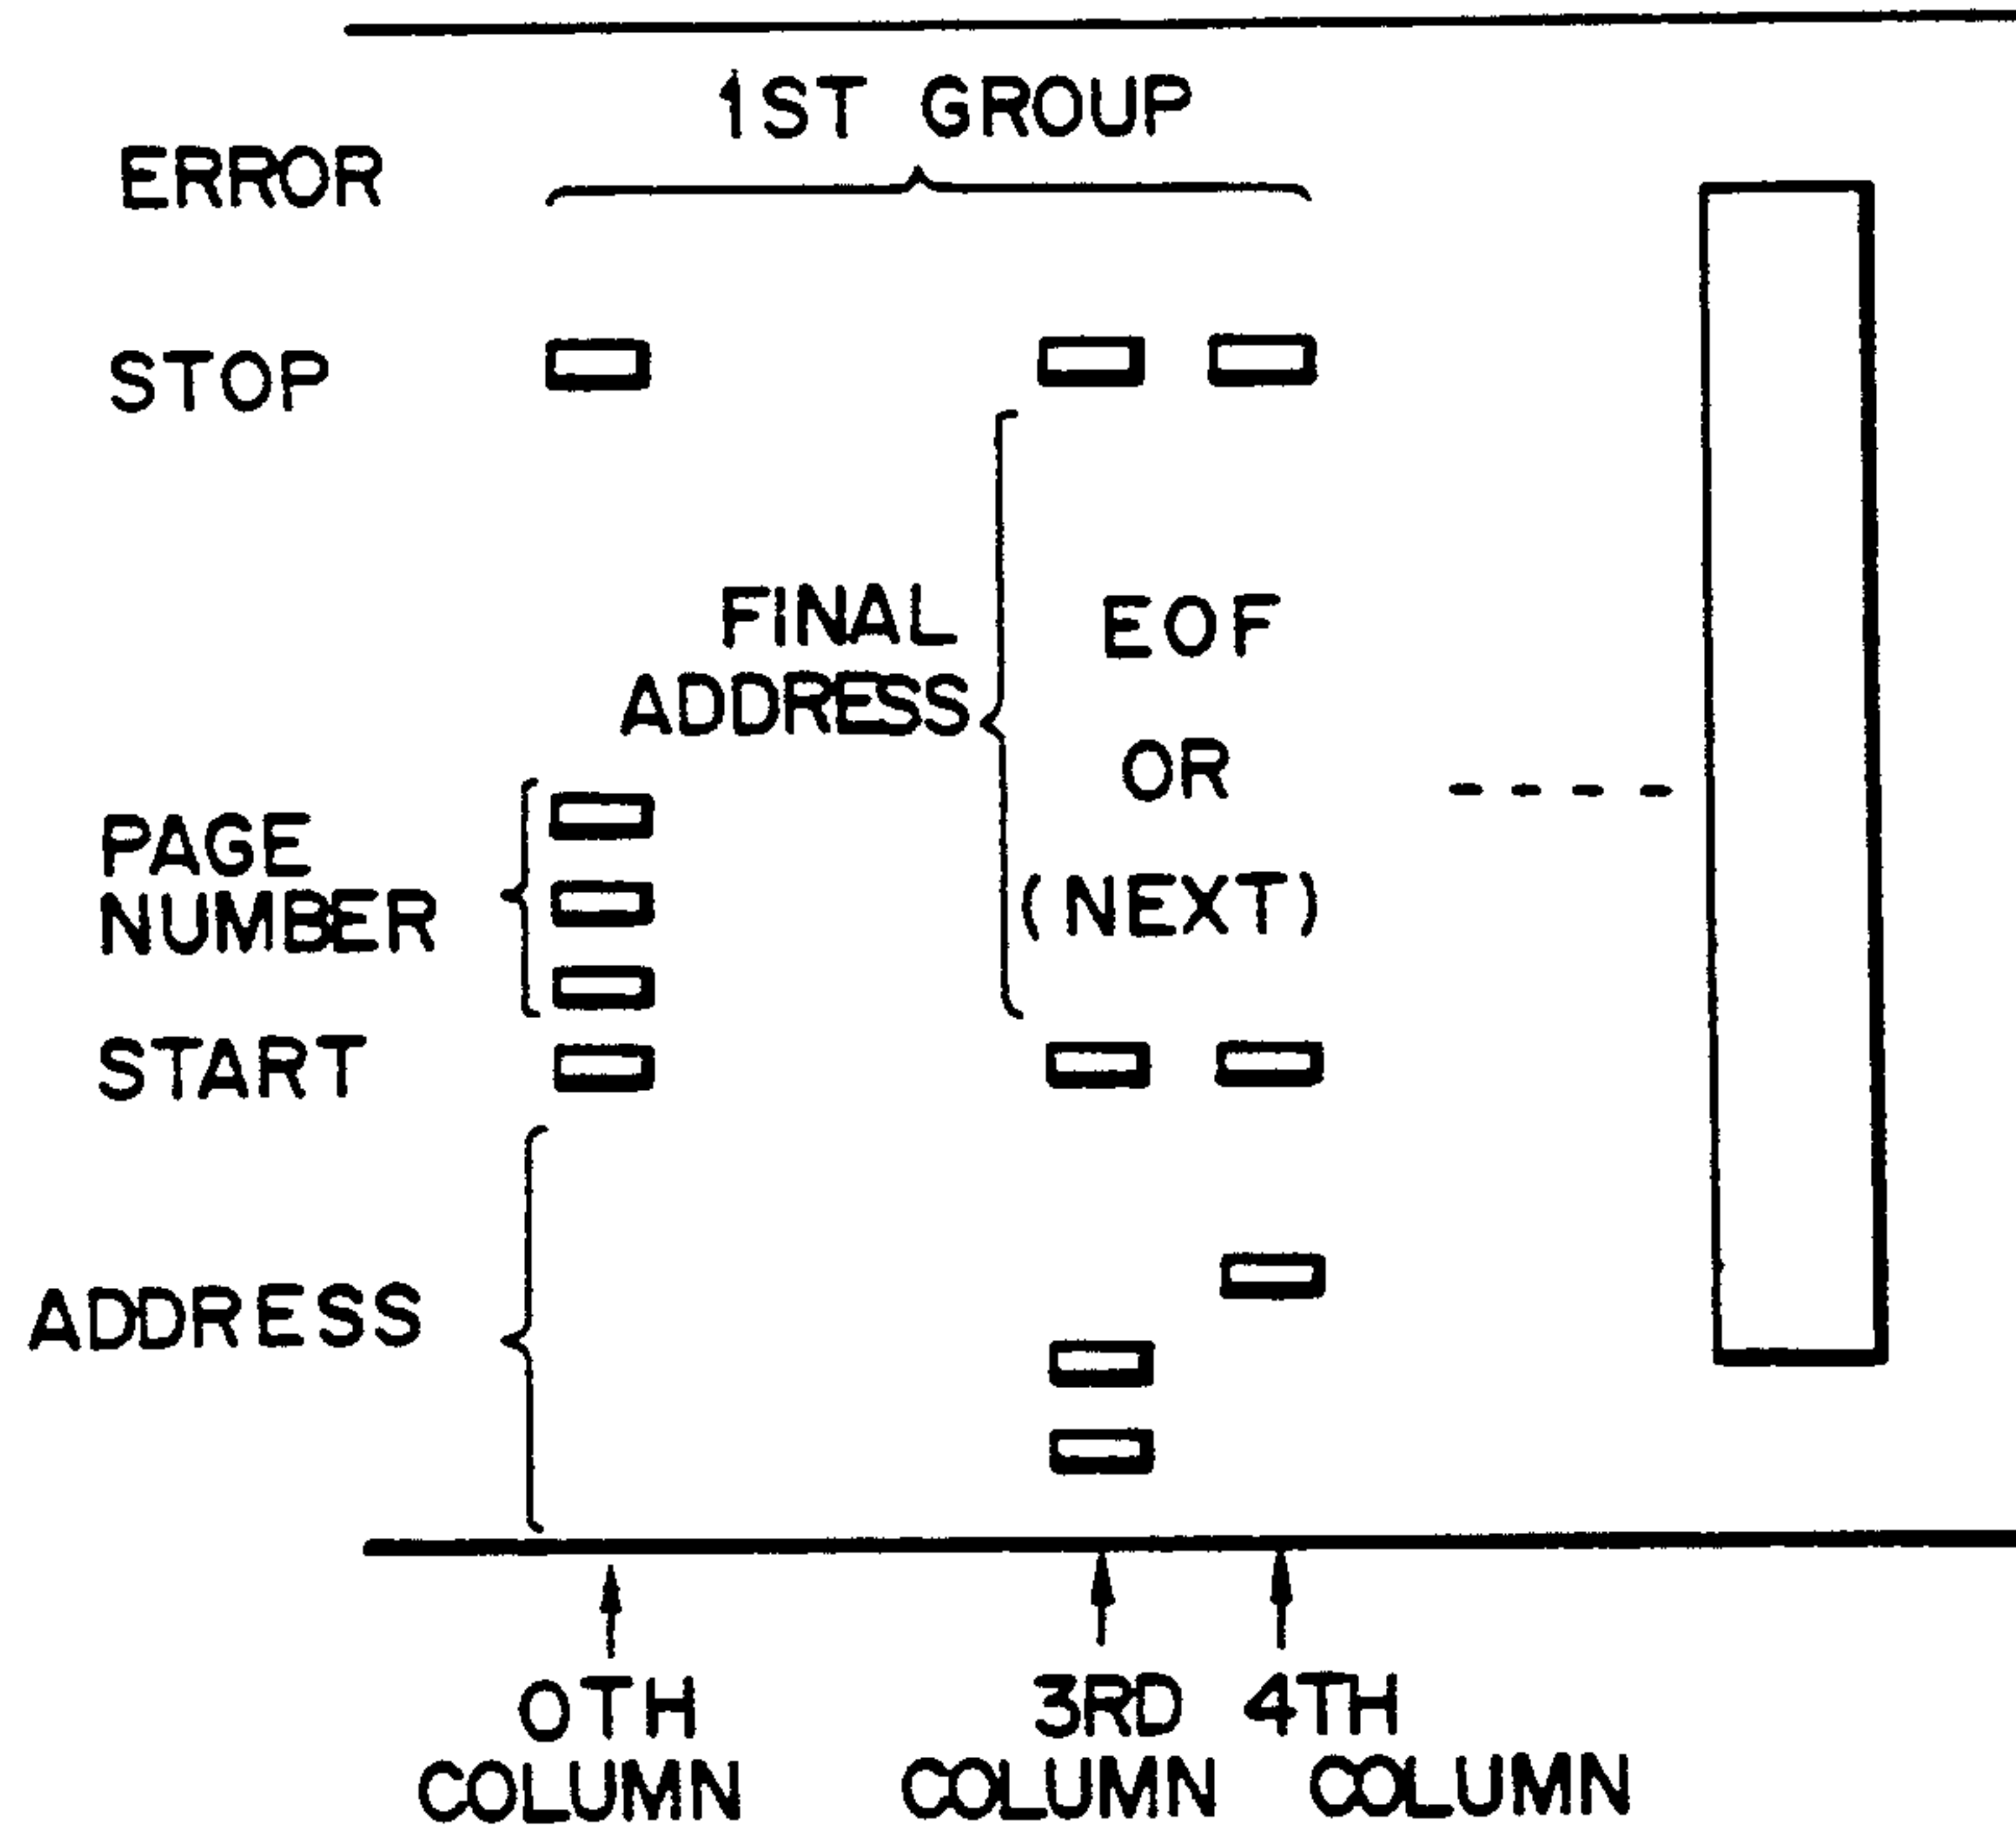 1ST GROUP
ERROR
STOP
FINAL
ADDRESS
EOF
OR
(NEXT)
PAGE
NUMBER
START
ADDRESS
0TH
COLUMN
3RD
COLUMN
4TH
COLUMN